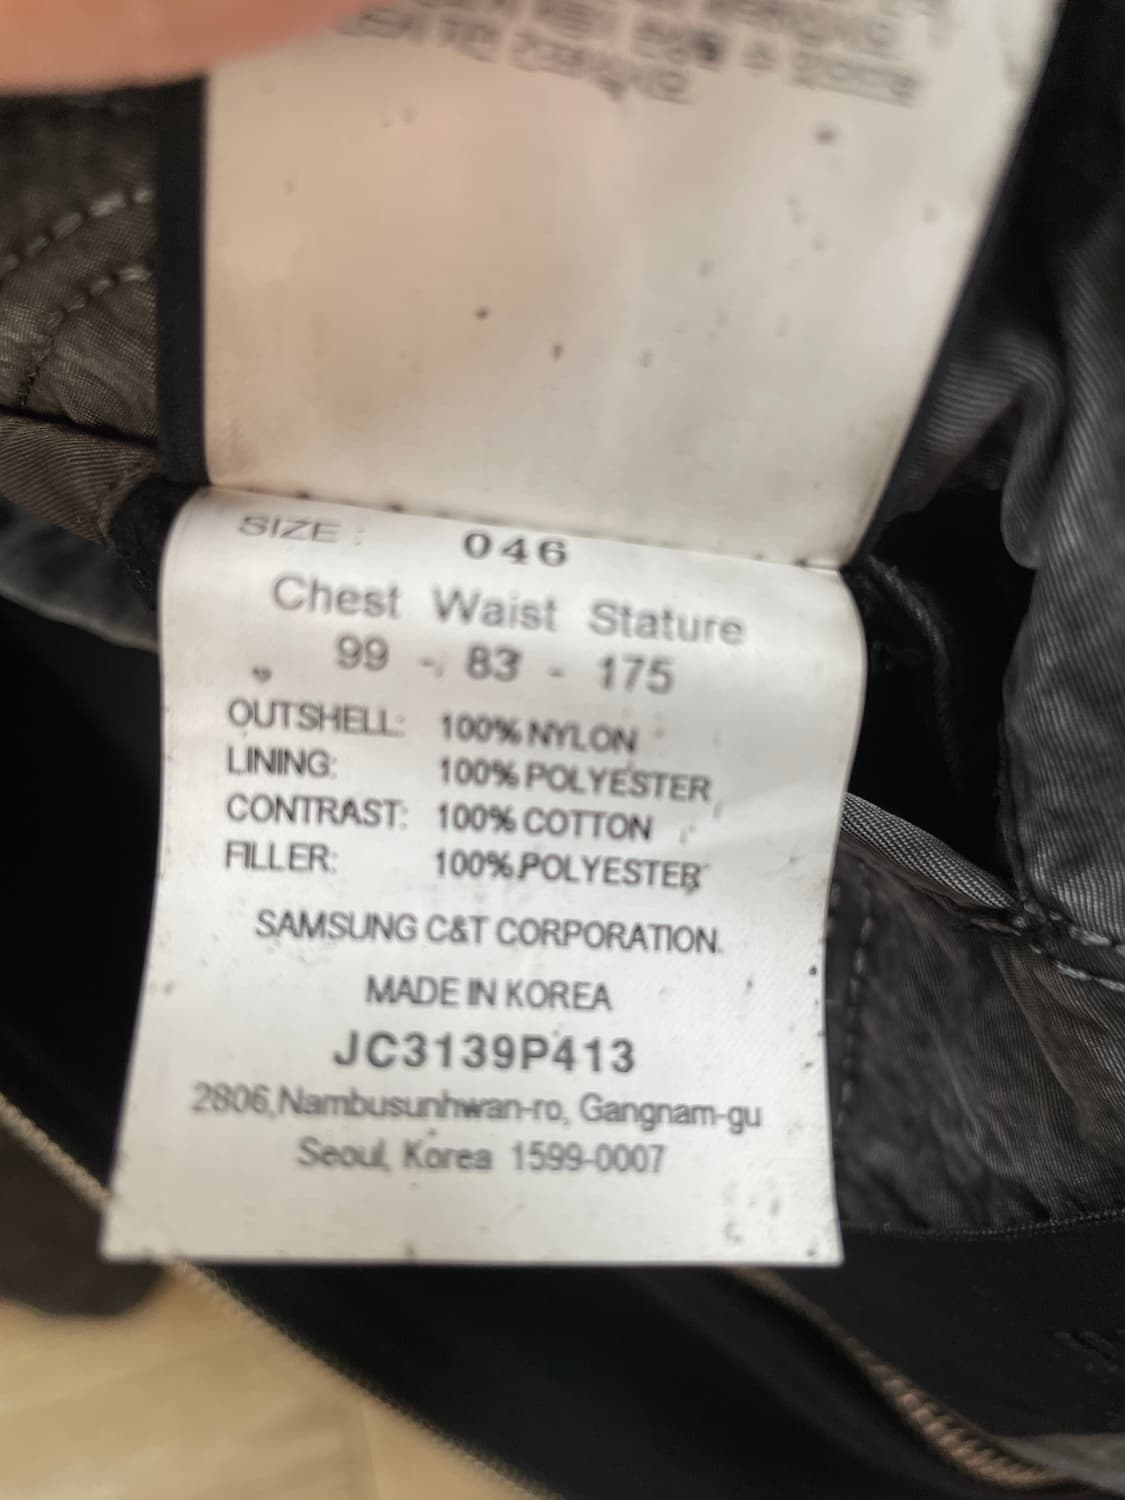 SIZE : 046
Chest Waist Stature
99 - 83 - 175
OUTSHELL: 100% NYLON
LINING: 100% POLYESTER
CONTRAST: 100% COTTON
FILLER: 100% POLYESTER
SAMSUNG C&T CORPORATION.
MADE IN KOREA
JC3139P413
2806,Nambusunhwan-ro, Gangnam-gu
Seoul, Korea 1599-0007